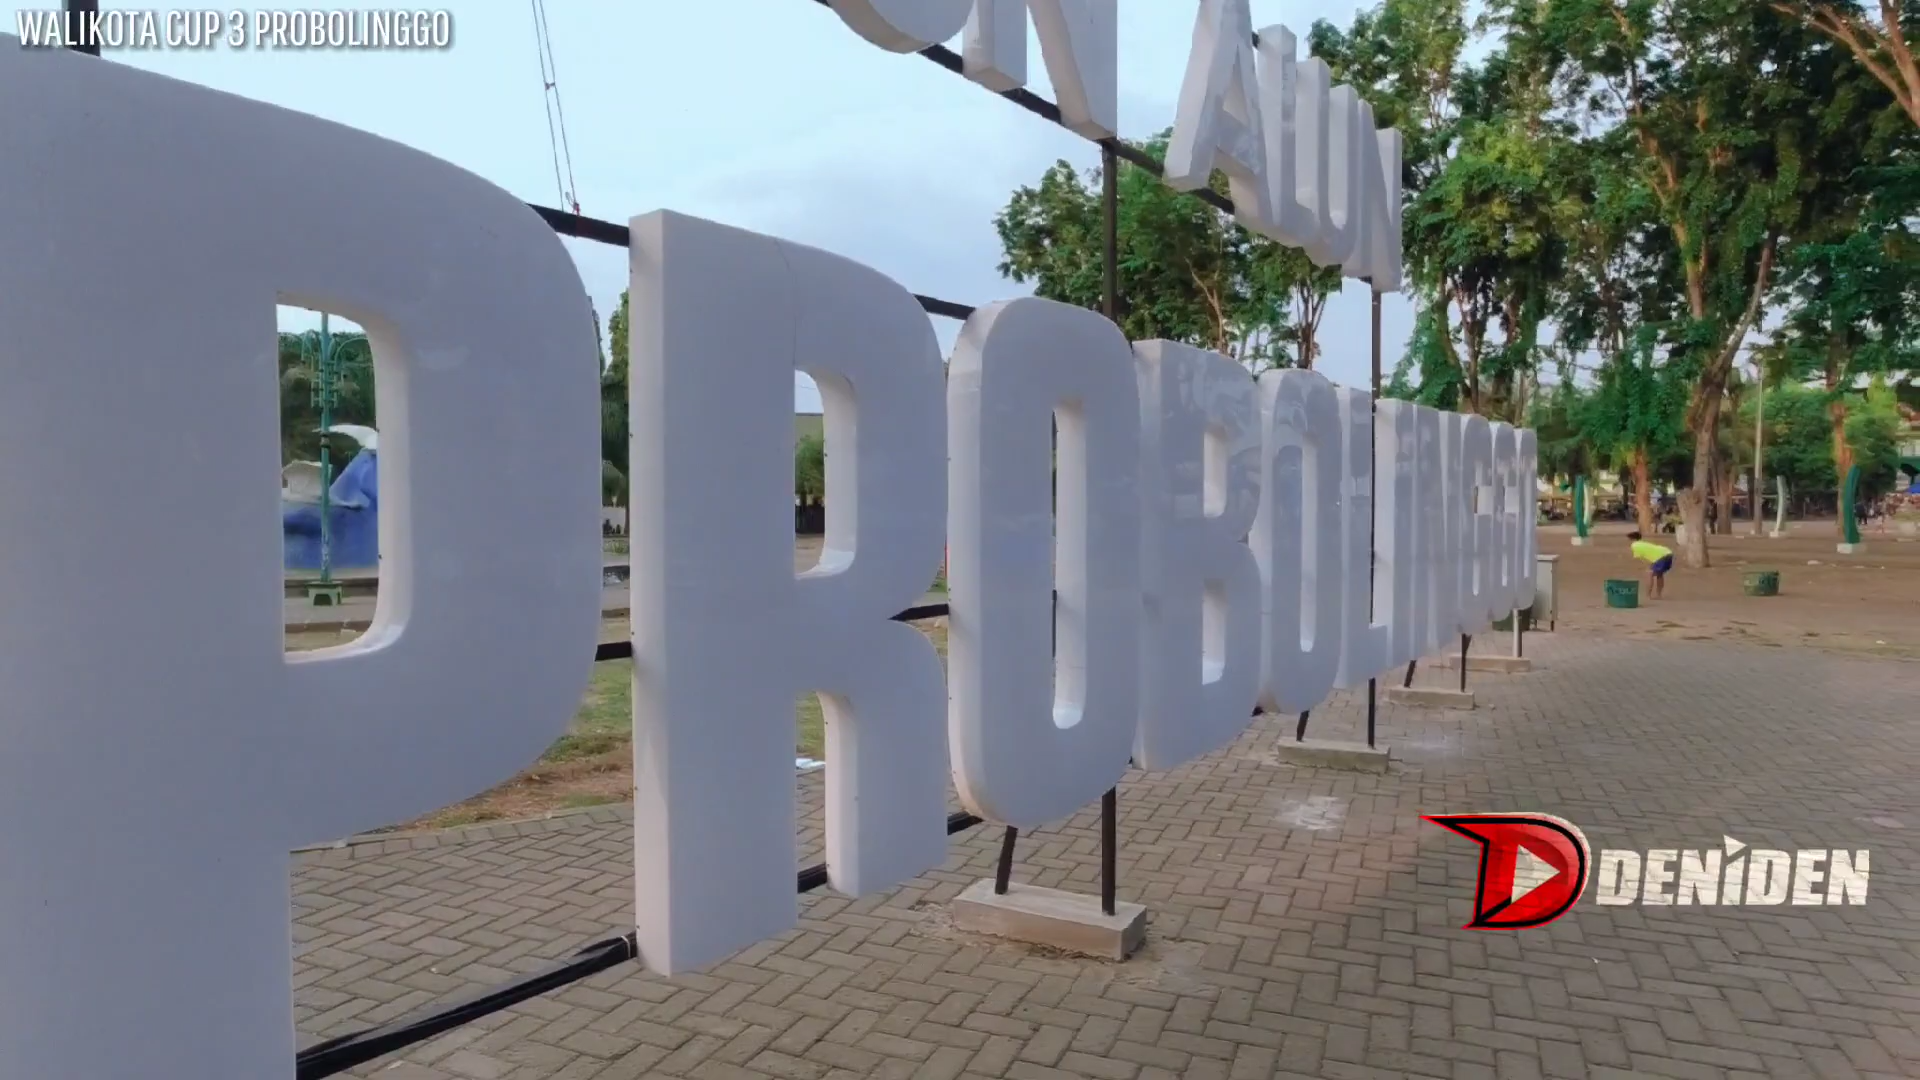 WALIKOTA CUP 3 PROBOLINGGO
ALUN
PROBOLINGGO
DENIDEN